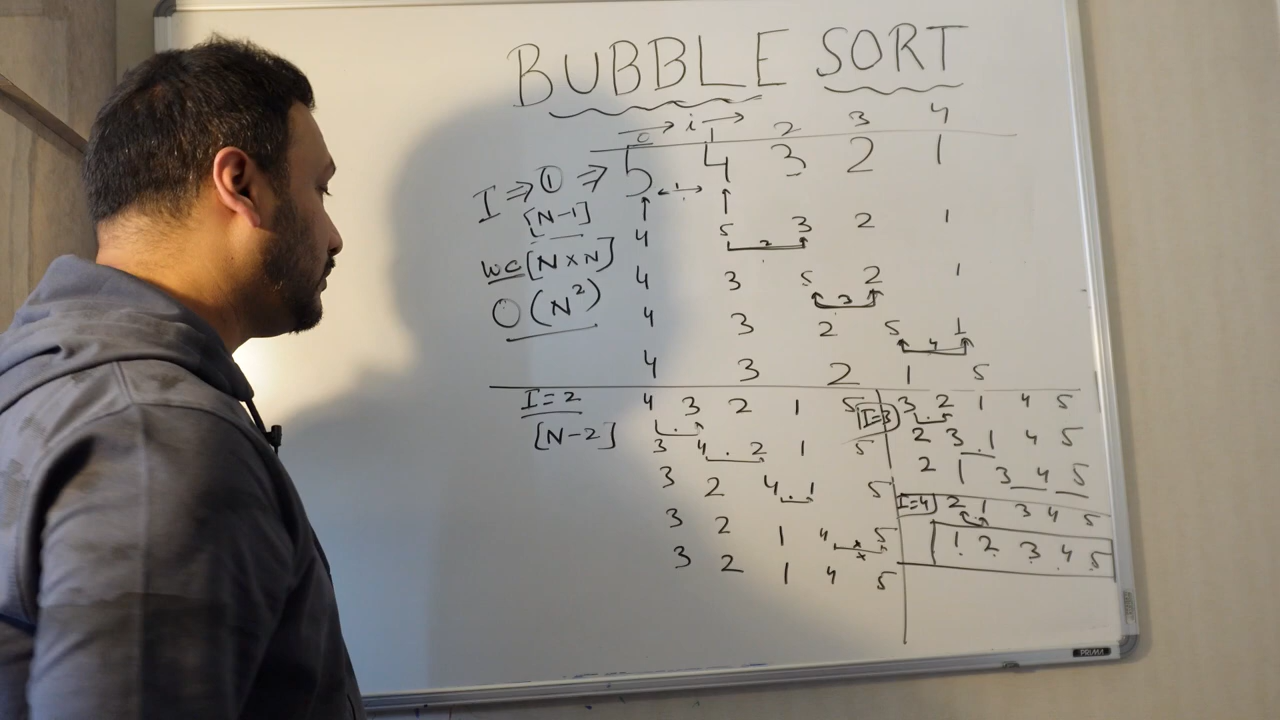 BUBBLE SORT
→ i →
0 1 2 3 4
I ⇒ ① ⇒ 5 4 3 2 1
1
[N-1]
4 5 3 2 1
2
WC [N×N]
4 3 5 2 1
3
O(N²)
4 3 2 5 1
4
4 3 2 1 5
I=2 4 3 2 1 5
[N-2]
3 4 2 1 5
3 2 4 1 5
3 2 1 4 5
3 2 1 4 5
I=3 3 2 1 4 5
2 3 1 4 5
2 1 3 4 5
I=4 2 1 3 4 5
1 2 3 4 5
PRIMA